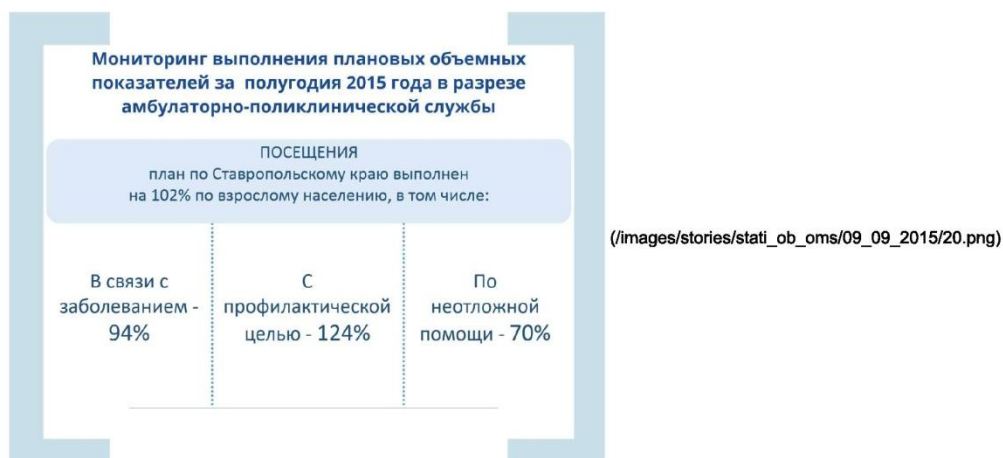 Мониторинг выполнения плановых объемных
показателей за полугодия 2015 года в разрезе
амбулаторно-поликлинической службы
ПОСЕЩЕНИЯ
план по Ставропольскому краю выполнен
на 102% по взрослому населению, в том числе:
В связи с
заболеванием -
94%
С
профилактической
целью - 124%
По
неотложной
помощи - 70%
(/images/stories/stati_ob_oms/09_09_2015/20.png)